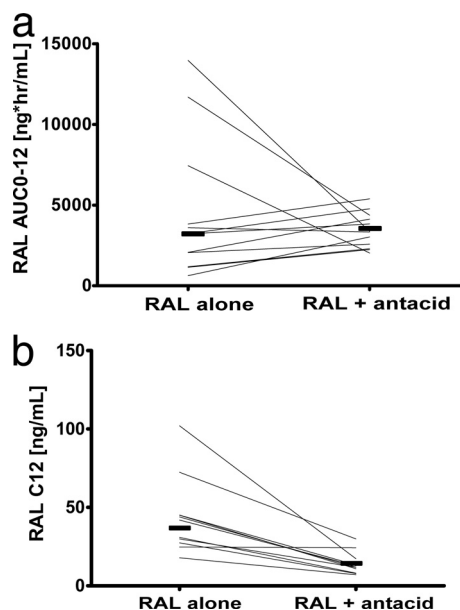 a
RAL AUC0-12 [ng*hr/mL]
15000
10000
5000
0
RAL alone RAL + antacid
b
RAL C12 [ng/mL]
150
100
50
0
RAL alone RAL + antacid